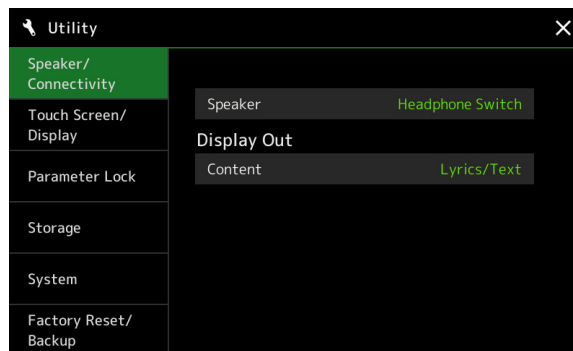 Utility
Speaker/
Connectivity
Touch Screen/
Display
Parameter Lock
Storage
System
Factory Reset/
Backup
Speaker Headphone Switch
Display Out
Content Lyrics/Text